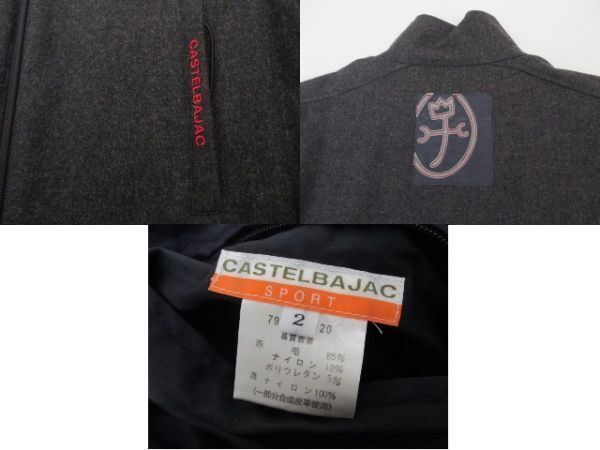 CASTELBAJAC
CASTELBAJAC
SPORT
79 2 20
品質表示
表 毛 85%
ナイロン 10%
ポリウレタン 5%
裏 ナイロン 100%
(一部分合成皮革使用)